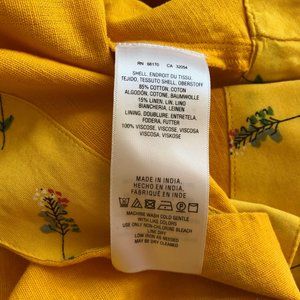 RN 66170 CA 32054
SHELL, ENDROIT DU TISSU,
TEJIDO, TESSUTO SHELL, OBERSTOFF
85% COTTON, COTON
ALGODÓN, COTONE, BAUMWOLLE
15% LINEN, LIN, LINO
BIANCHERIA, LEINEN
LINING, DOUBLURE, ENTRETELA,
FODERA, FUTTER
100% VISCOSE, VISCOSE, VISCOSA
VISCOSA, VISKOSE
MADE IN INDIA,
HECHO EN INDIA,
FABRIQUÉ EN INDE
MACHINE WASH COLD GENTLE
WITH LIKE COLORS
USE ONLY NON-CHLORINE BLEACH
LINE DRY
LOW IRON AS NEEDED
MAY BE DRY CLEANED